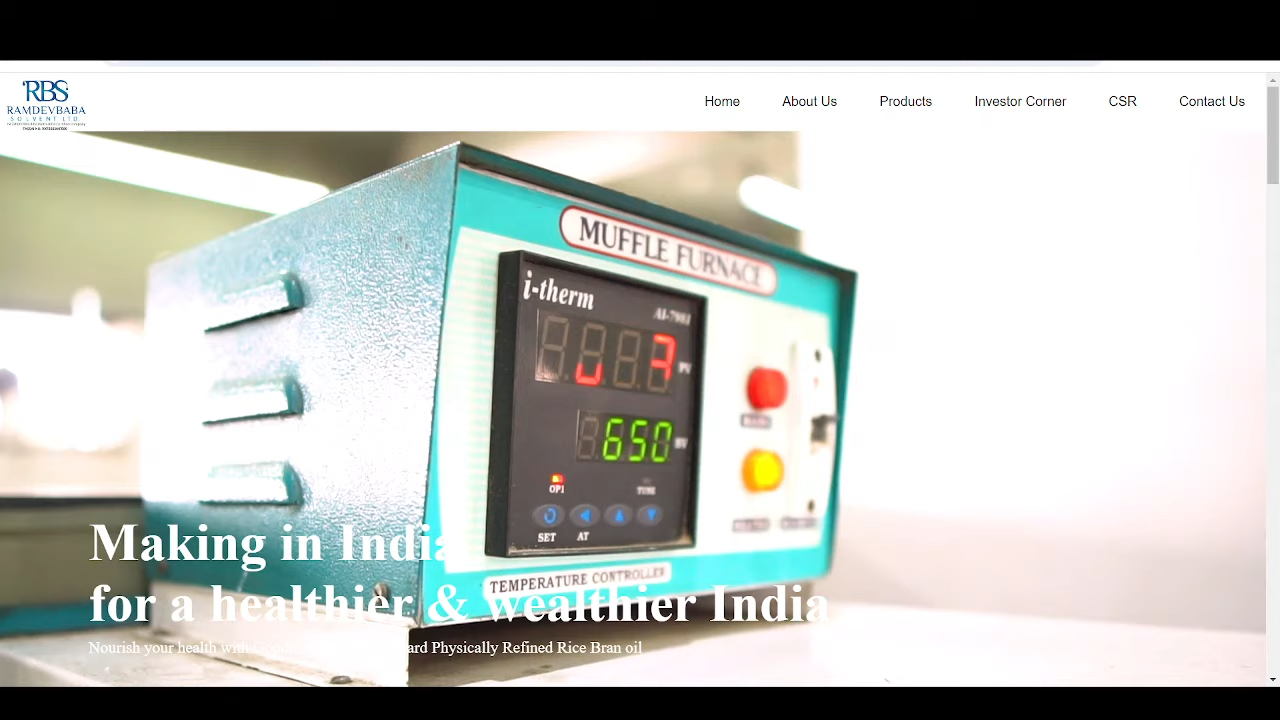 RBS
RAMDEVBABA
SOLVENT LTD.
Home
About Us
Products
Investor Corner
CSR
Contact Us
MUFFLE FURNACE
i-therm
AI-7981
PV
650
SV
OP1
TUNE
SET
AT
TEMPERATURE CONTROLLER
Making in India
for a healthier & wealthier India
Nourish your health with ard Physically Refined Rice Bran oil